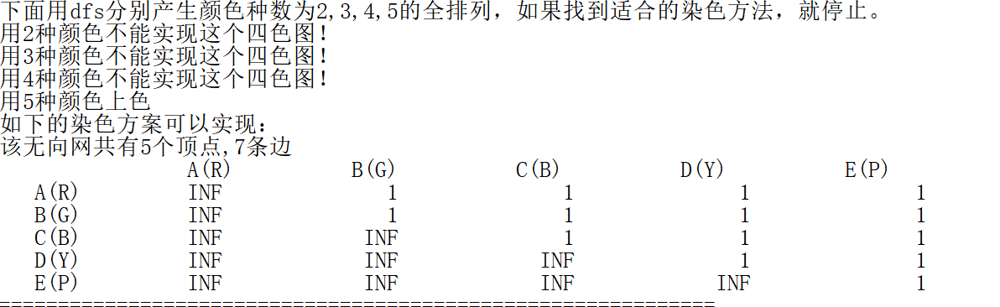 下面用dfs分别产生颜色种数为2,3,4,5的全排列，如果找到适合的染色方法，就停止。
用2种颜色不能实现这个四色图！
用3种颜色不能实现这个四色图！
用4种颜色不能实现这个四色图！
用5种颜色上色
如下的染色方案可以实现：
该无向网共有5个顶点,7条边
A(R) B(G) C(B) D(Y) E(P)
A(R) INF 1 1 1 1
B(G) INF 1 1 1 1
C(B) INF INF 1 1 1
D(Y) INF INF INF 1 1
E(P) INF INF INF INF 1
=============================================================